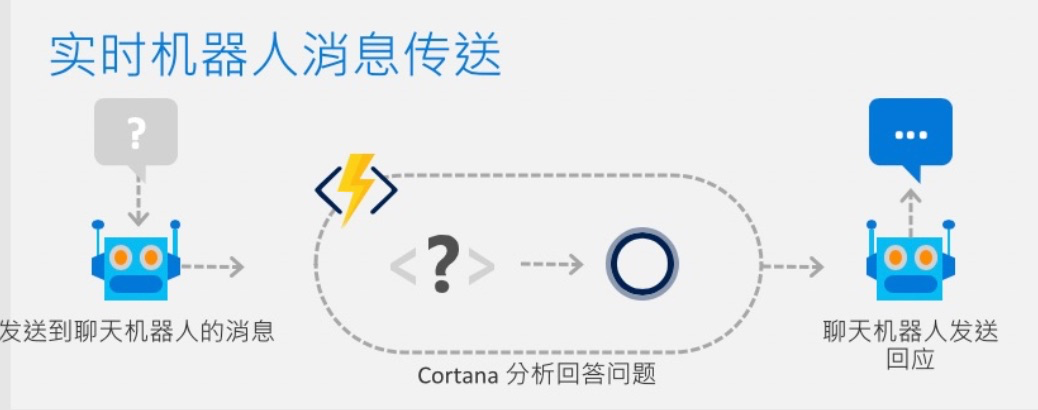 实时机器人消息传送
?
...
<?>
发送到聊天机器人的消息
Cortana 分析回答问题
聊天机器人发送
回应